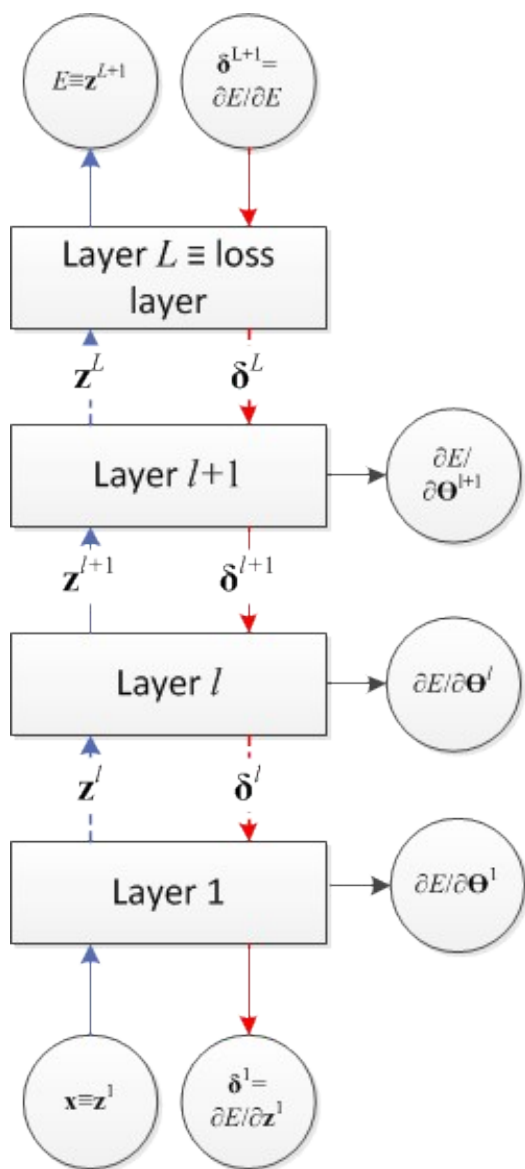 E≡z^{L+1}
δ^{L+1}=
∂E/∂E
Layer L ≡ loss
layer
z^L
δ^L
Layer l+1
∂E/
∂Θ^{l+1}
z^{l+1}
δ^{l+1}
Layer l
∂E/∂Θ^l
z^l
δ^l
Layer 1
∂E/∂Θ^1
x≡z^1
δ^1=
∂E/∂z^1